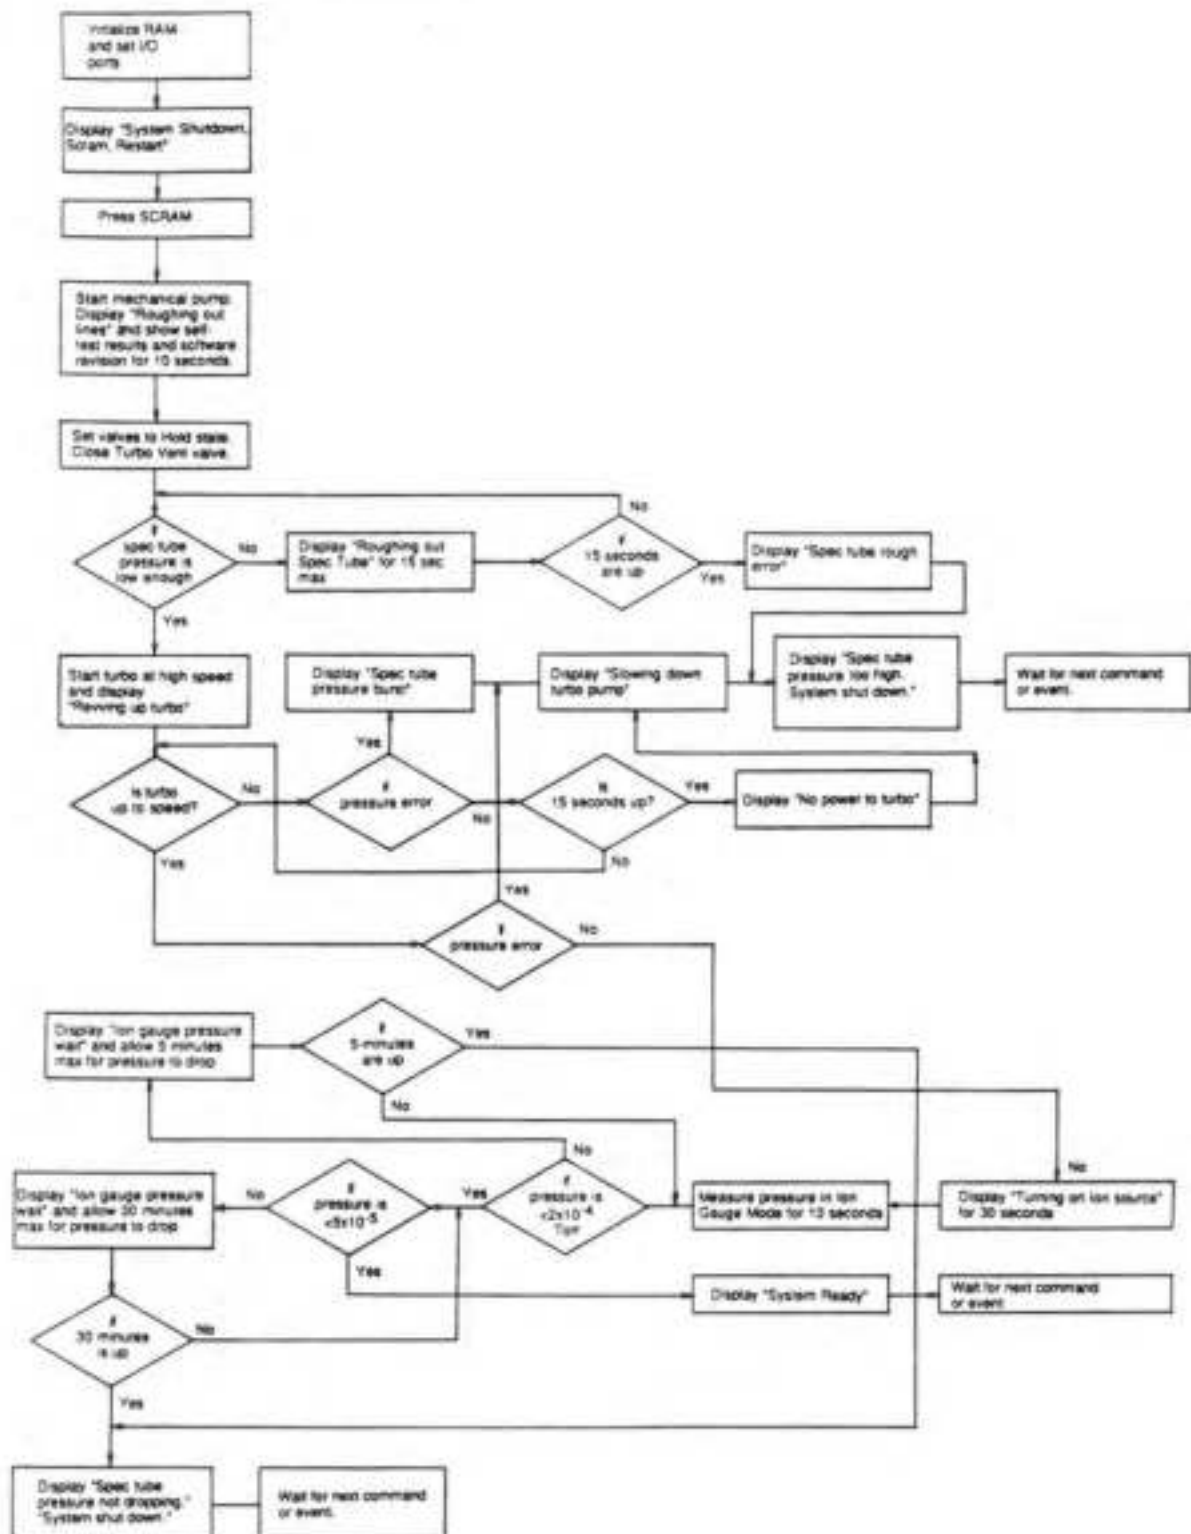 Initialize RAM
and set I/O
ports
Display "System Shutdown,
Scram, Restart"
Press SCRAM
Start mechanical pump.
Display "Roughing out
lines" and show self-
test results and software
revision for 10 seconds.
Set valves to Hold state.
Close Turbo Vent valve.
No
If
spec tube
pressure is
low enough
No
Display "Roughing out
Spec Tube" for 15 sec
max
If
15 seconds
are up
Yes
Display "Spec tube rough
error"
Yes
Start turbo at high speed
and display
"Revving up turbo"
Display "Spec tube
pressure burp"
Display "Slowing down
turbo pump"
Display "Spec tube
pressure too high.
System shut down."
Wait for next command
or event.
Yes
Is turbo
up to speed?
No
If
pressure error
No
Is
15 seconds up?
Yes
Display "No power to turbo"
Yes
No
Yes
If
pressure error
No
Display "Ion gauge pressure
wait" and allow 5 minutes
max for pressure to drop
If
5-minutes
are up
Yes
No
No
No
Display "Ion gauge pressure
wait" and allow 30 minutes
max for pressure to drop
No
If
pressure is
<5x10⁻⁵
Yes
If
pressure is
<2x10⁻⁴
Torr
Measure pressure in Ion
Gauge Mode for 13 seconds
Display "Turning on Ion source"
for 30 seconds
Yes
Display "System Ready"
Wait for next command
or event
If
30 minutes
is up
No
Yes
Display "Spec tube
pressure not dropping."
"System shut down."
Wait for next command
or event.